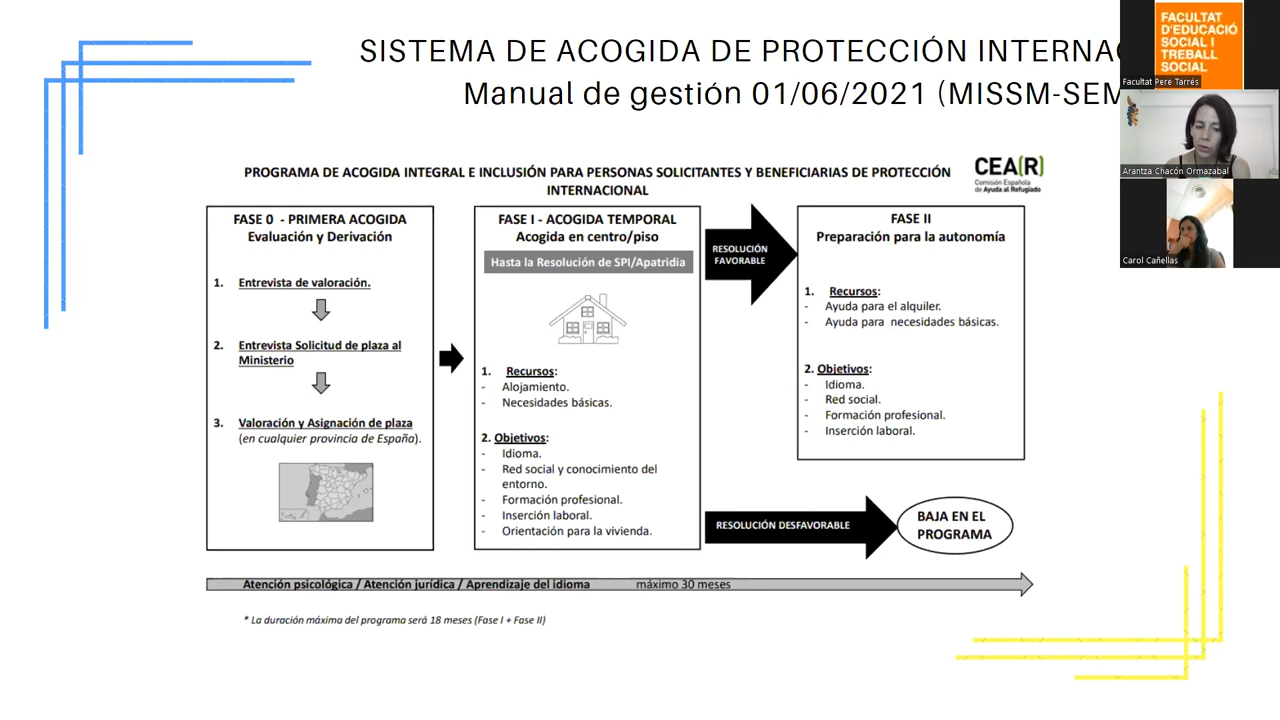 SISTEMA DE ACOGIDA DE PROTECCIÓN INTERNAC
Manual de gestión 01/06/2021 (MISSM-SEM
FACULTAT
D'EDUCACIÓ
SOCIAL I
TREBALL
SOCIAL
Facultat Pere Tarrés
Arantza Chacón Ormazabal
Carol Cañellas
PROGRAMA DE ACOGIDA INTEGRAL E INCLUSIÓN PARA PERSONAS SOLICITANTES Y BENEFICIARIAS DE PROTECCIÓN
INTERNACIONAL
CEA(R)
Comisión Española
de Ayuda al Refugiado
FASE 0 - PRIMERA ACOGIDA
Evaluación y Derivación
1. Entrevista de valoración.
2. Entrevista Solicitud de plaza al
Ministerio
3. Valoración y Asignación de plaza
(en cualquier provincia de España).
FASE I - ACOGIDA TEMPORAL
Acogida en centro/piso
Hasta la Resolución de SPI/Apatridia
1. Recursos:
- Alojamiento.
- Necesidades básicas.
2. Objetivos:
- Idioma.
- Red social y conocimiento del
entorno.
- Formación profesional.
- Inserción laboral.
- Orientación para la vivienda.
RESOLUCIÓN
FAVORABLE
FASE II
Preparación para la autonomía
1. Recursos:
- Ayuda para el alquiler.
- Ayuda para necesidades básicas.
2. Objetivos:
- Idioma.
- Red social.
- Formación profesional.
- Inserción laboral.
RESOLUCIÓN DESFAVORABLE
BAJA EN EL
PROGRAMA
Atención psicológica / Atención jurídica / Aprendizaje del idioma máximo 30 meses
* La duración máxima del programa será 18 meses (Fase I + Fase II)